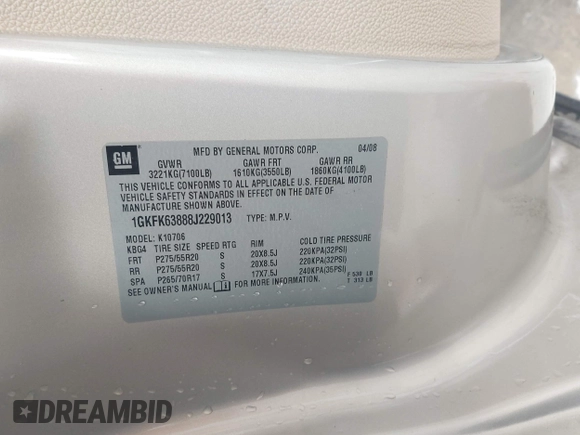 GM
MFD BY GENERAL MOTORS CORP. 04/08
GVWR GAWR FRT GAWR RR
3221KG(7100LB) 1610KG(3550LB) 1860KG(4100LB)
THIS VEHICLE CONFORMS TO ALL APPLICABLE U.S. FEDERAL MOTOR
VEHICLE SAFETY STANDARDS IN EFFECT ON THE DATE OF
MANUFACTURE SHOWN ABOVE.
1GKFK63888J229013 TYPE: M.P.V.
MODEL: K10706
KBG4 TIRE SIZE SPEED RTG RIM COLD TIRE PRESSURE
FRT P275/55R20 S 20X8.5J 220KPA(32PSI)
RR P275/55R20 S 20X8.5J 220KPA(32PSI)
SPA P265/70R17 S 17X7.5J 240KPA(35PSI)
SEE OWNER'S MANUAL FOR MORE INFORMATION.
F 538 LB
T 313 LB
DREAMBID